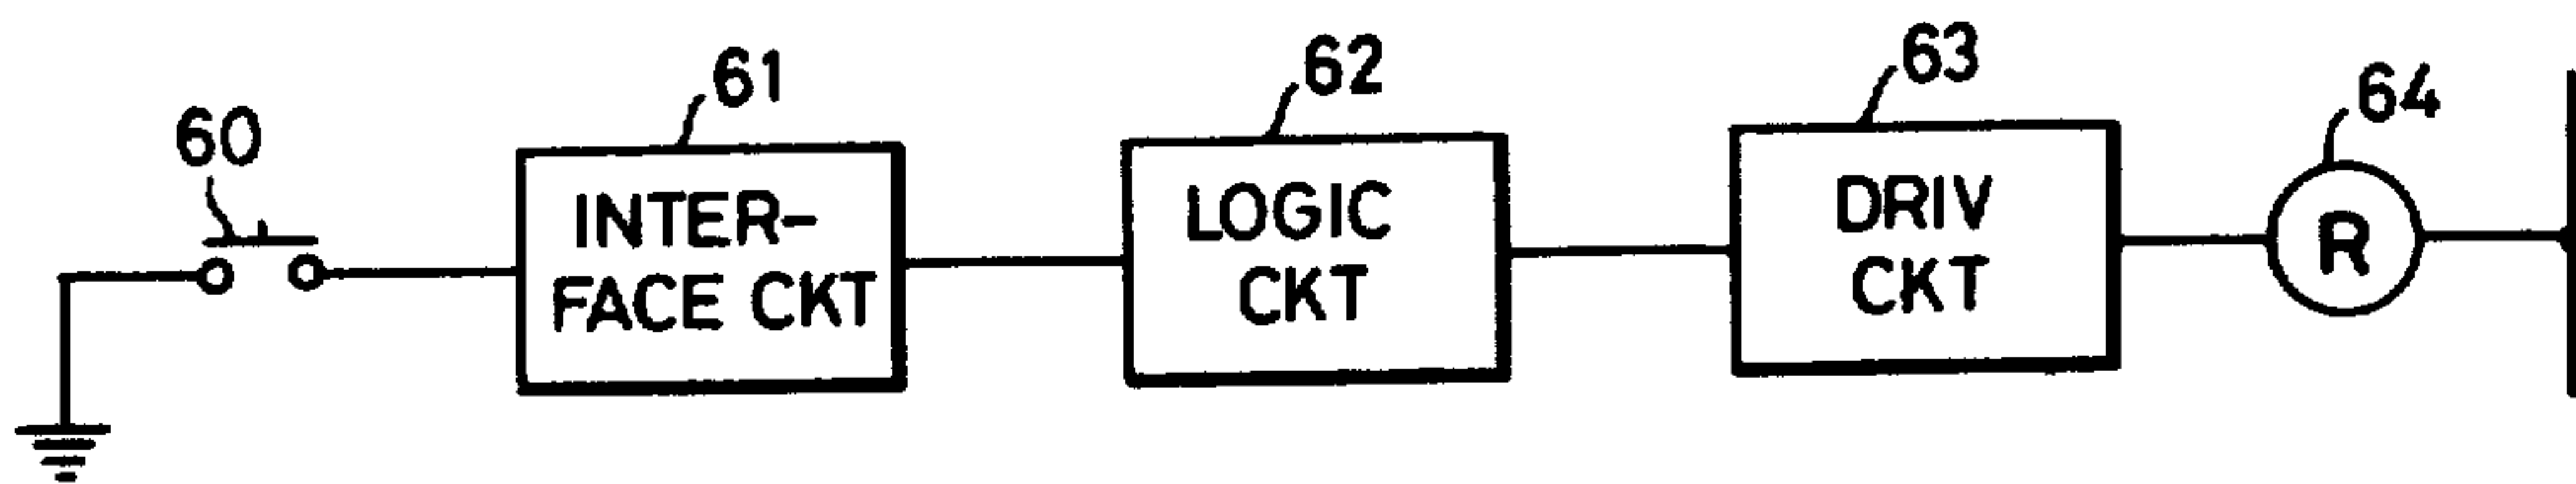 60
61
62
63
64
INTER-
FACE CKT
LOGIC
CKT
DRIV
CKT
R